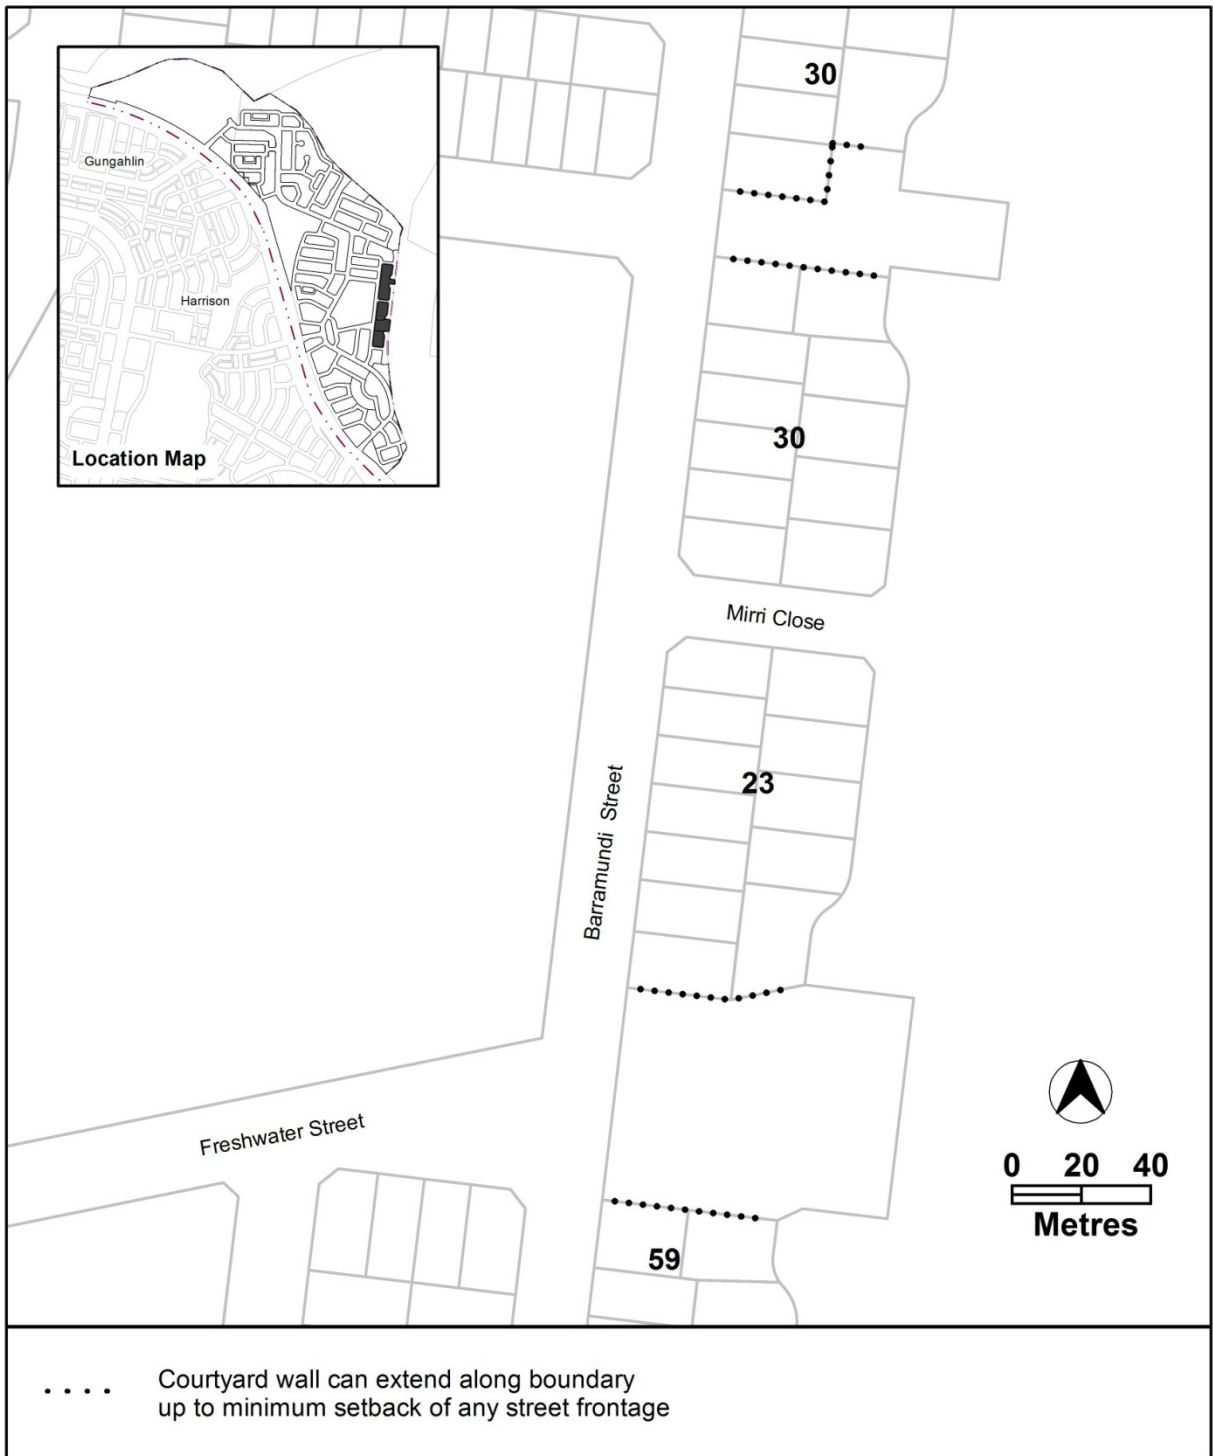 30
Gungahlin
Harrison
Location Map
30
Mirri Close
23
Barramundi Street
Freshwater Street
0 20 40
Metres
59
Courtyard wall can extend along boundary
up to minimum setback of any street frontage